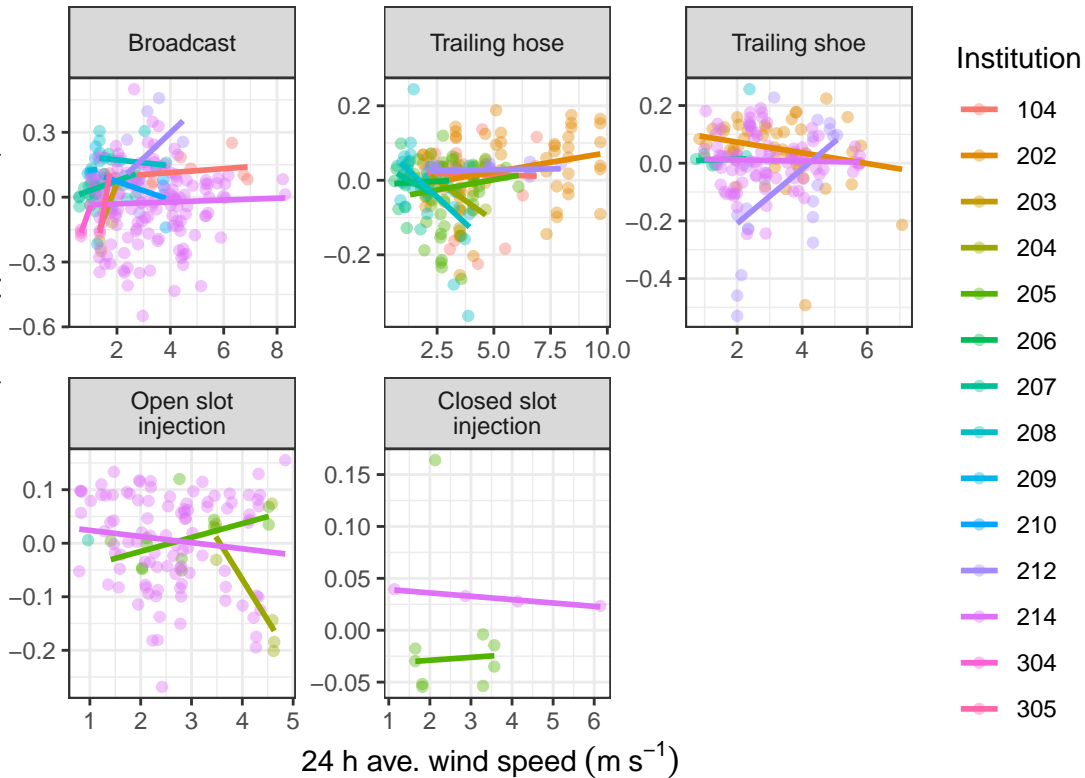 Broadcast
Trailing hose
Trailing shoe
0.3
0.0
−0.3
−0.6
2 4 6 8
0.2
0.0
−0.2
2.5 5.0 7.5 10.0
0.2
0.0
−0.2
−0.4
2 4 6
Open slot
injection
Closed slot
injection
0.1
0.0
−0.1
−0.2
1 2 3 4 5
0.15
0.10
0.05
0.00
−0.05
1 2 3 4 5 6
24 h ave. wind speed (m s⁻¹)
Institution
104
202
203
204
205
206
207
208
209
210
212
214
304
305